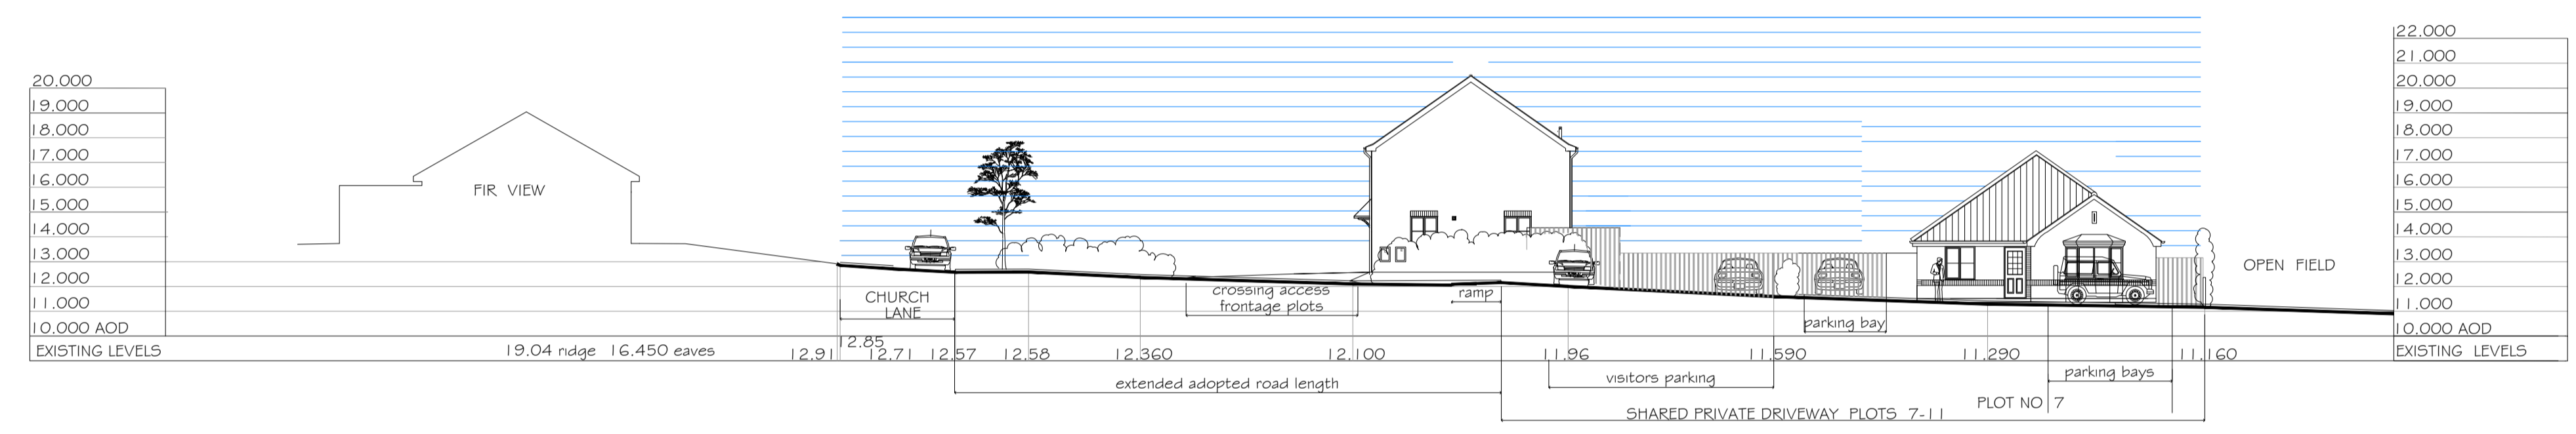 20.000
19.000
18.000
17.000
16.000
15.000
14.000
13.000
12.000
11.000
10.000 AOD
EXISTING LEVELS
FIR VIEW
19.04 ridge 16.450 eaves
CHURCH
LANE
12.91
12.85
12.71
12.57
12.58
12.360
12.100
11.96
11.590
11.290
11.160
crossing access
frontage plots
ramp
extended adopted road length
visitors parking
parking bay
SHARED PRIVATE DRIVEWAY PLOTS 7-11
PLOT NO 7
parking bays
OPEN FIELD
22.000
21.000
20.000
19.000
18.000
17.000
16.000
15.000
14.000
13.000
12.000
11.000
10.000 AOD
EXISTING LEVELS